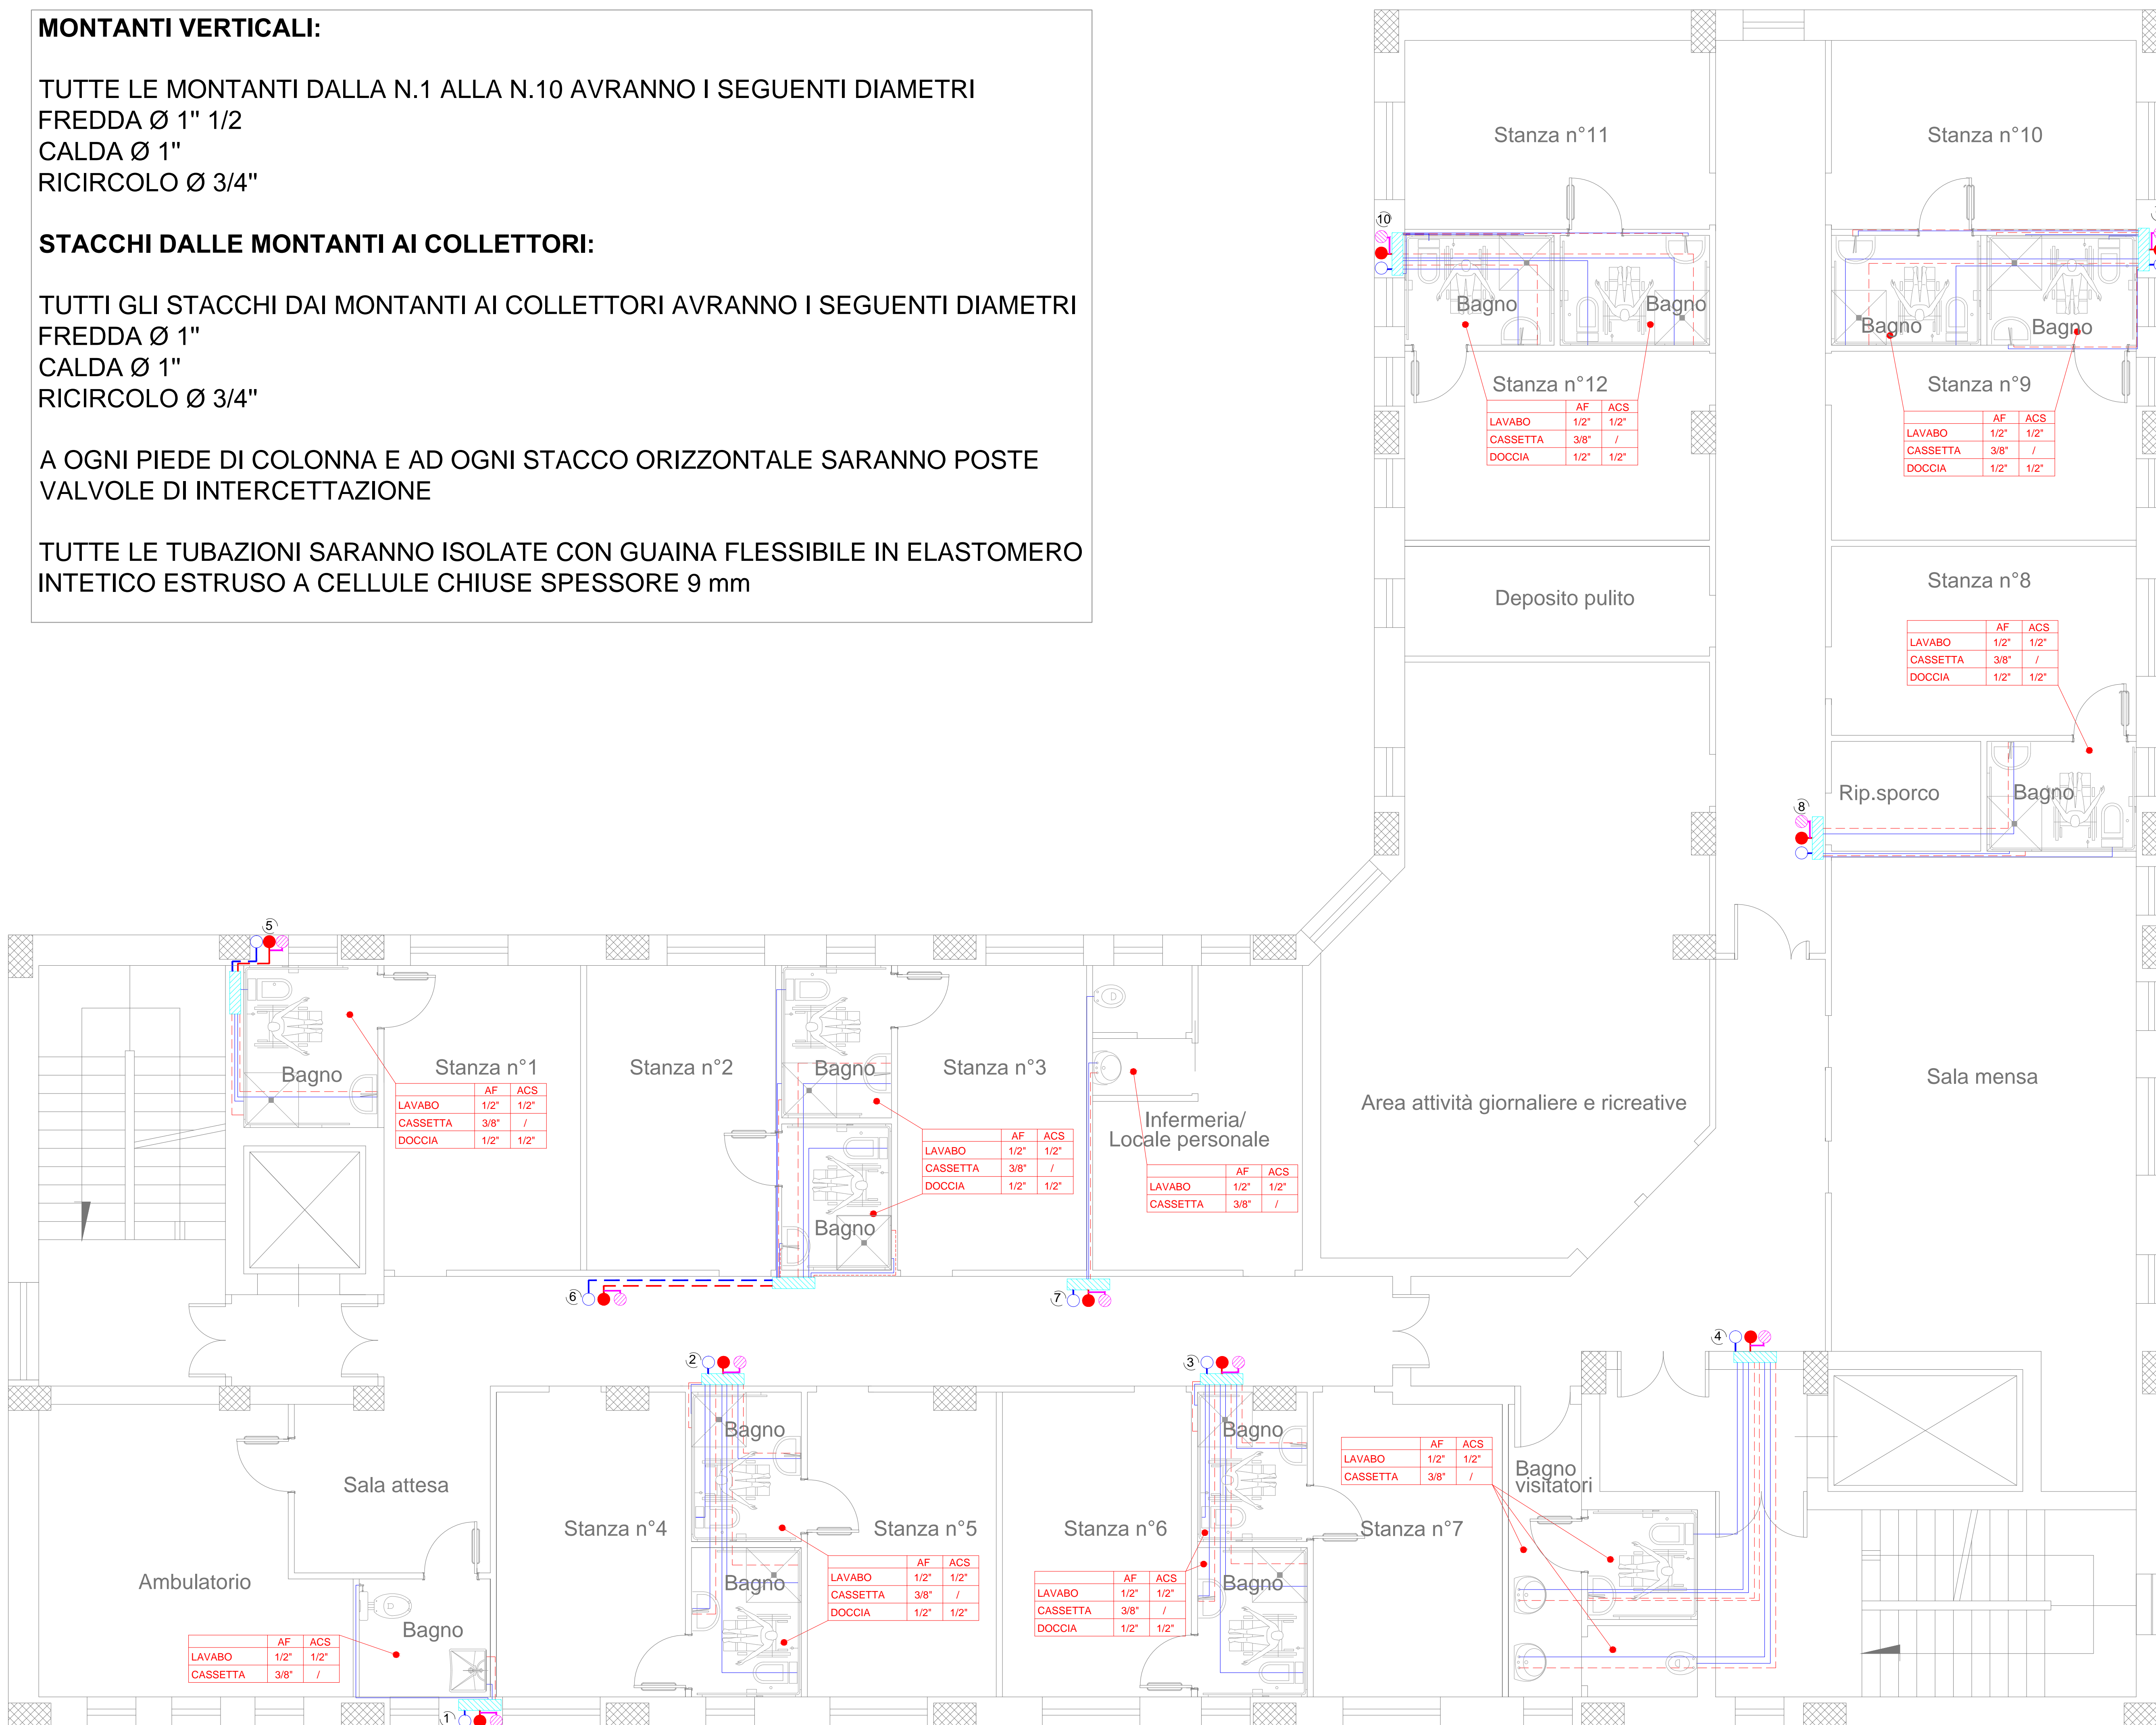 MONTANTI VERTICALI:
TUTTE LE MONTANTI DALLA N.1 ALLA N.10 AVRANNO I SEGUENTI DIAMETRI
FREDDA Ø 1" 1/2
CALDA Ø 1"
RICIRCOLO Ø 3/4"
STACCHI DALLE MONTANTI AI COLLETTORI:
TUTTI GLI STACCHI DAI MONTANTI AI COLLETTORI AVRANNO I SEGUENTI DIAMETRI
FREDDA Ø 1"
CALDA Ø 1"
RICIRCOLO Ø 3/4"
A OGNI PIEDE DI COLONNA E AD OGNI STACCO ORIZZONTALE SARANNO POSTE
VALVOLE DI INTERCETTAZIONE
TUTTE LE TUBAZIONI SARANNO ISOLATE CON GUAINA FLESSIBILE IN ELASTOMERO
INTETICO ESTRUSO A CELLULE CHIUSE SPESSORE 9 mm
Stanza n°11
Stanza n°10
10
Bagno
Bagno
Bagno
Bagno
Stanza n°12
AF ACS
LAVABO 1/2" 1/2"
CASSETTA 3/8" /
DOCCIA 1/2" 1/2"
Stanza n°9
AF ACS
LAVABO 1/2" 1/2"
CASSETTA 3/8" /
DOCCIA 1/2" 1/2"
Deposito pulito
Stanza n°8
AF ACS
LAVABO 1/2" 1/2"
CASSETTA 3/8" /
DOCCIA 1/2" 1/2"
Rip.sporco
Bagno
8
5
Bagno
Stanza n°1
AF ACS
LAVABO 1/2" 1/2"
CASSETTA 3/8" /
DOCCIA 1/2" 1/2"
Stanza n°2
Bagno
Stanza n°3
AF ACS
LAVABO 1/2" 1/2"
CASSETTA 3/8" /
DOCCIA 1/2" 1/2"
Bagno
Infermeria/
Locale personale
AF ACS
LAVABO 1/2" 1/2"
CASSETTA 3/8" /
Area attività giornaliere e ricreative
Sala mensa
6
7
2
3
4
Bagno
Bagno
Sala attesa
Stanza n°4
Stanza n°5
AF ACS
LAVABO 1/2" 1/2"
CASSETTA 3/8" /
DOCCIA 1/2" 1/2"
Bagno
Stanza n°6
AF ACS
LAVABO 1/2" 1/2"
CASSETTA 3/8" /
DOCCIA 1/2" 1/2"
Bagno
Stanza n°7
AF ACS
LAVABO 1/2" 1/2"
CASSETTA 3/8" /
Bagno
visitatori
Ambulatorio
Bagno
AF ACS
LAVABO 1/2" 1/2"
CASSETTA 3/8" /
1